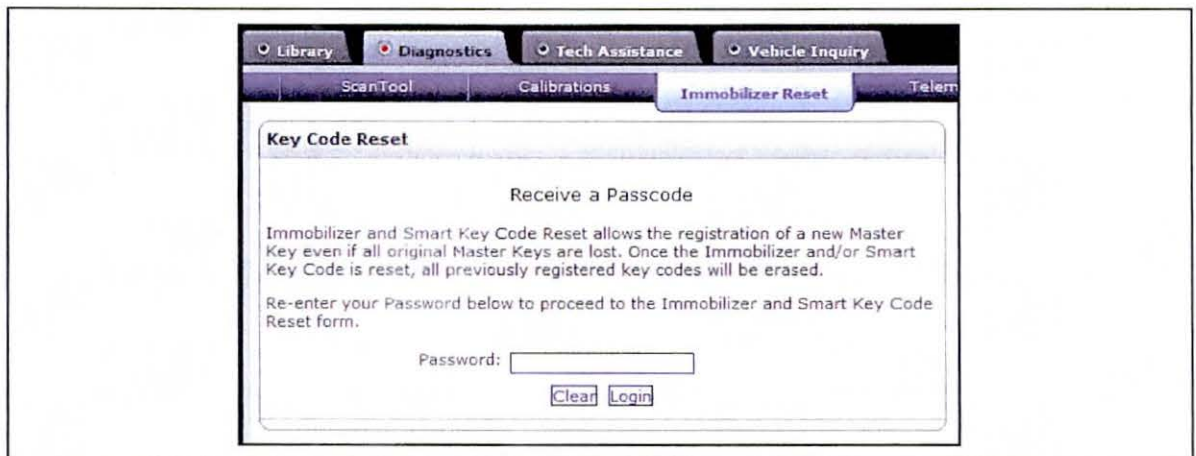 Library Diagnostics Tech Assistance Vehicle Inquiry
ScanTool Calibrations Immobilizer Reset Telem
Key Code Reset
Receive a Passcode
Immobilizer and Smart Key Code Reset allows the registration of a new Master
Key even if all original Master Keys are lost. Once the Immobilizer and/or Smart
Key Code is reset, all previously registered key codes will be erased.
Re-enter your Password below to proceed to the Immobilizer and Smart Key Code
Reset form.
Password:
Clear Login